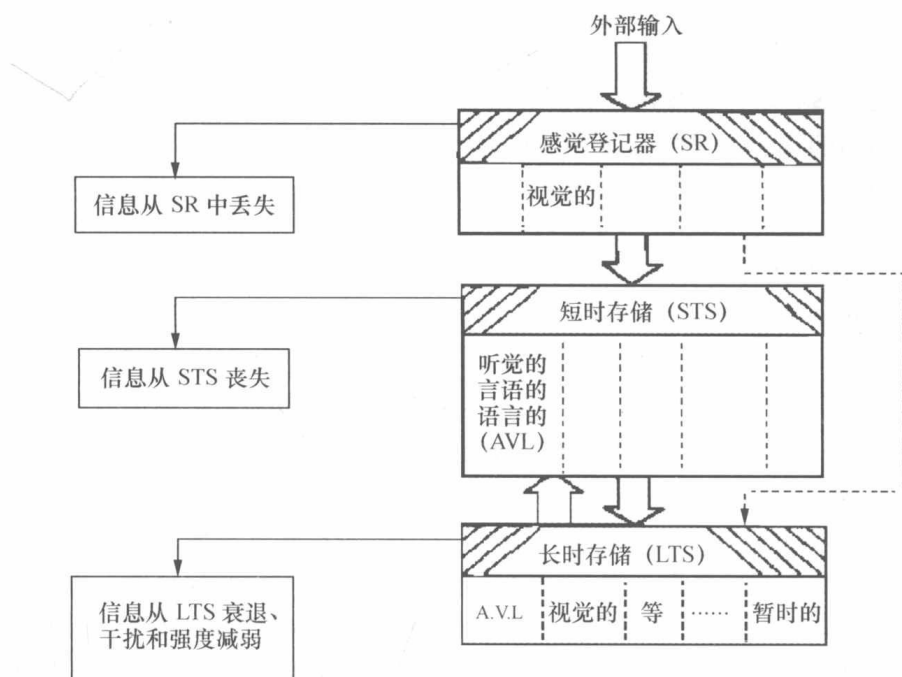 外部输入
感觉登记器（SR）
视觉的
信息从 SR 中丢失
短时存储（STS）
听觉的
言语的
语言的
(AVL)
信息从 STS 丧失
长时存储（LTS）
A.V.L
视觉的
等
……
暂时的
信息从 LTS 衰退、
干扰和强度减弱